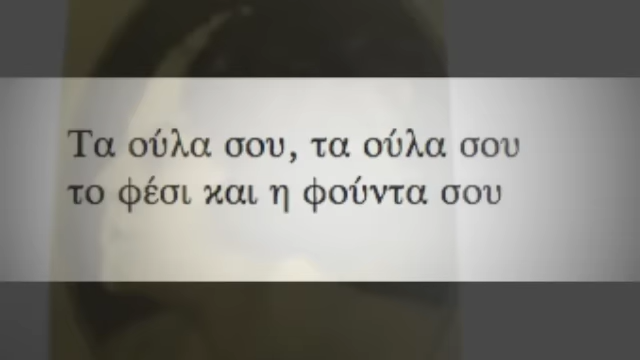 Τα ούλα σου, τα ούλα σου
το φέσι και η φούντα σου